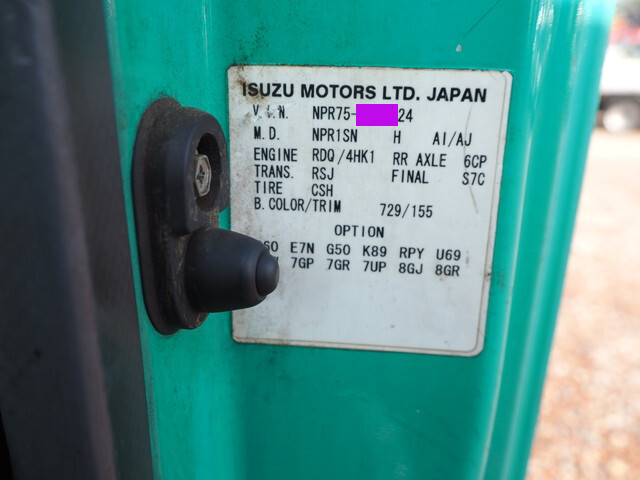 ISUZU MOTORS LTD. JAPAN
V.I.N. NPR75- 24
M.D. NPR1SN H AI/AJ
ENGINE RDQ/4HK1 RR AXLE 6CP
TRANS. RSJ FINAL S7C
TIRE CSH
B.COLOR/TRIM 729/155
OPTION
E7N G50 K89 RPY U69
7GP 7GR 7UP 8GJ 8GR